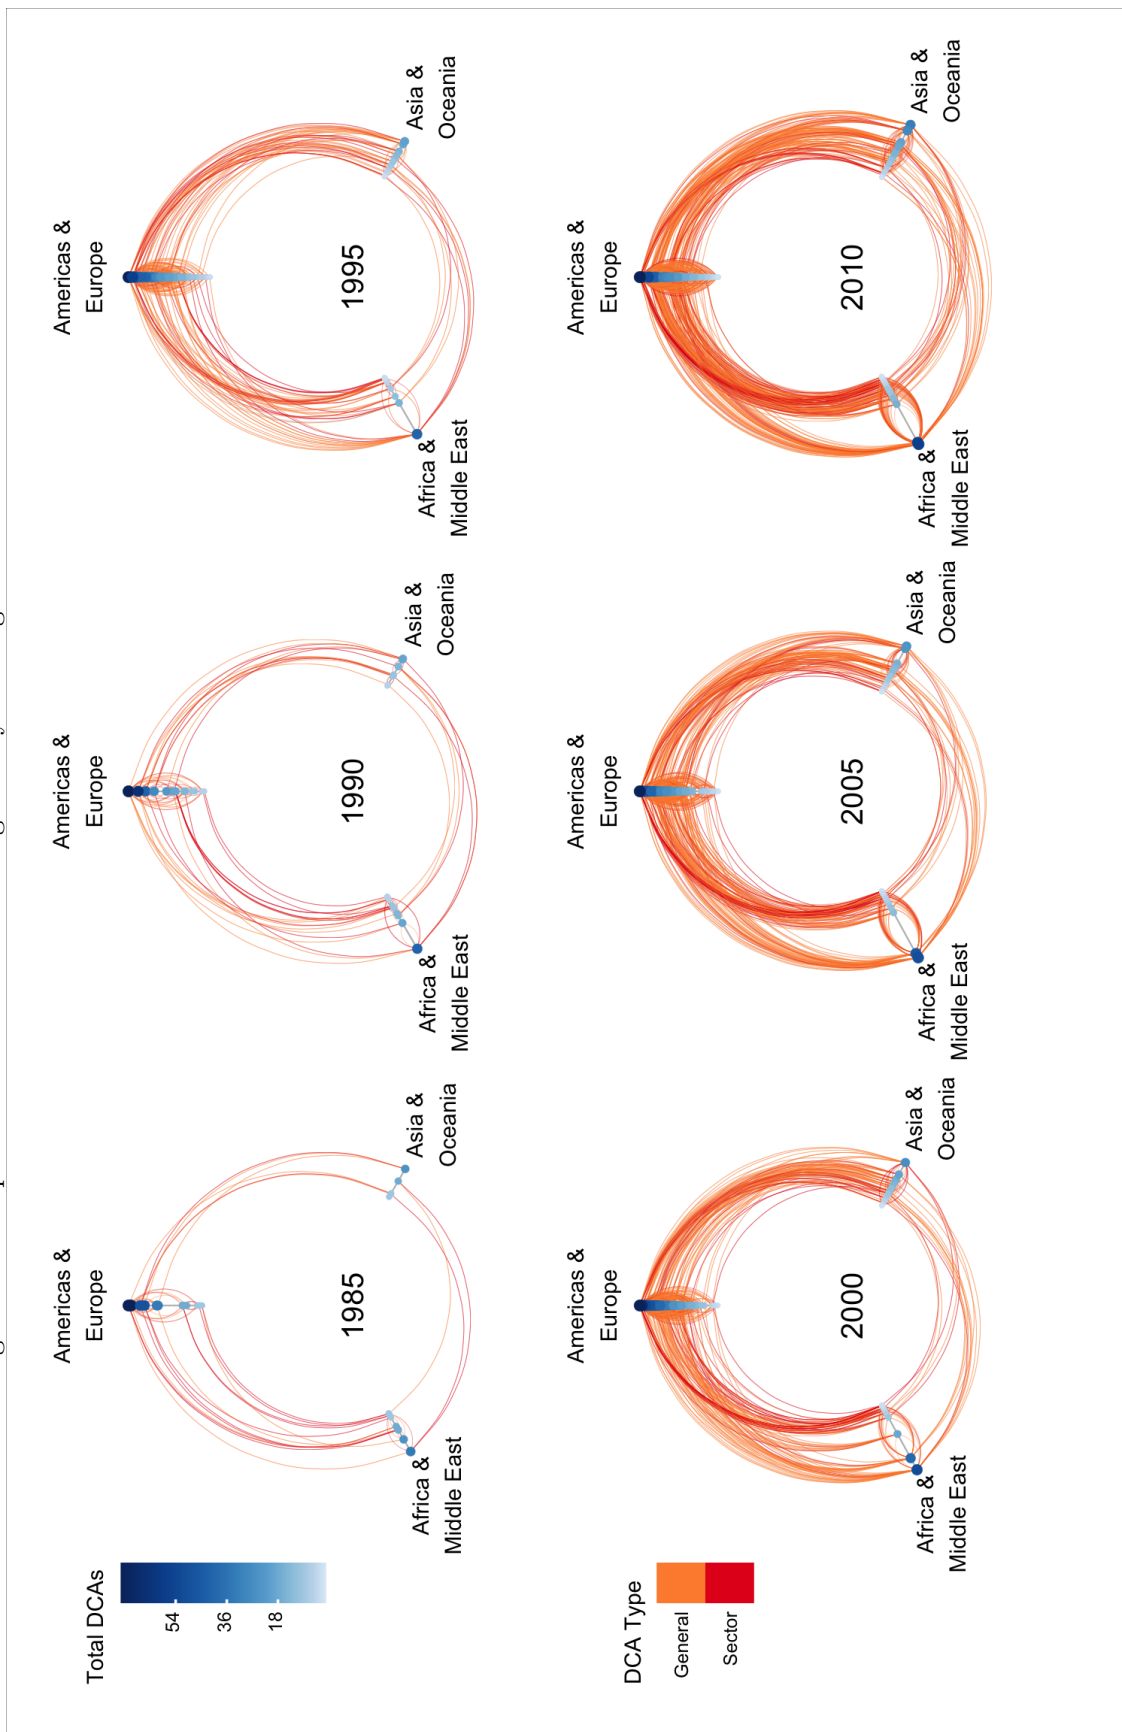 Total DCAs
54
36
18
Americas &
Europe
1985
Africa &
Middle East
Asia &
Oceania
Americas &
Europe
1990
Africa &
Middle East
Asia &
Oceania
Americas &
Europe
1995
Africa &
Middle East
Asia &
Oceania
DCA Type
General
Sector
Americas &
Europe
2000
Africa &
Middle East
Asia &
Oceania
Americas &
Europe
2005
Africa &
Middle East
Asia &
Oceania
Americas &
Europe
2010
Africa &
Middle East
Asia &
Oceania